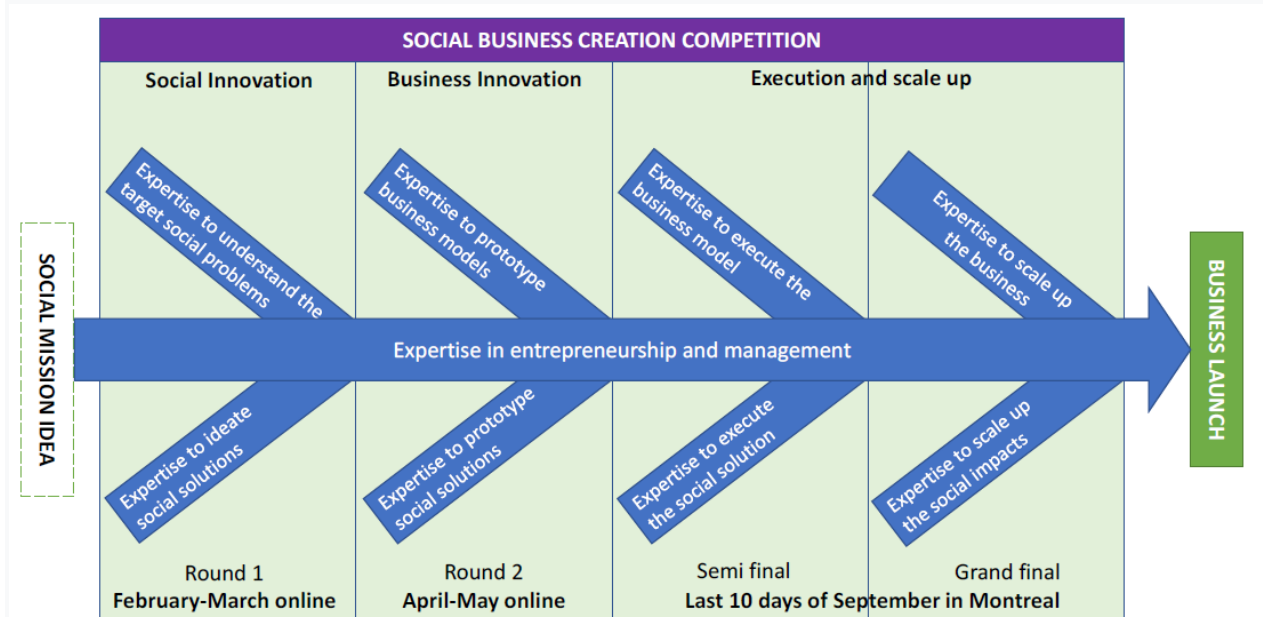 SOCIAL BUSINESS CREATION COMPETITION
Social Innovation
Business Innovation
Execution and scale up
Expertise to understand the
target social problems
Expertise to prototype
business models
Expertise to execute the
business model
Expertise to scale up
the business
SOCIAL MISSION IDEA
Expertise in entrepreneurship and management
BUSINESS LAUNCH
Expertise to ideate
social solutions
Expertise to prototype
social solutions
Expertise to execute
the social solution
Expertise to scale up
the social impacts
Round 1
February-March online
Round 2
April-May online
Semi final
Grand final
Last 10 days of September in Montreal